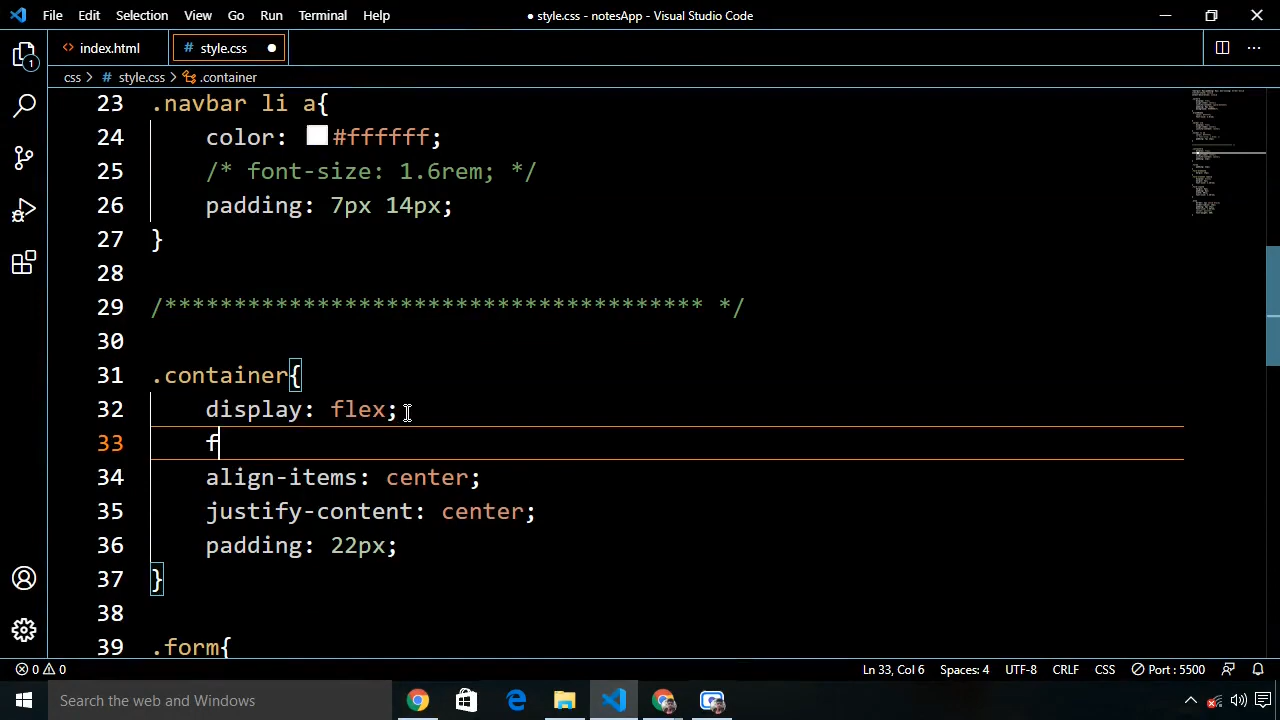 File Edit Selection View Go Run Terminal Help ● style.css - notesApp - Visual Studio Code
<> index.html # style.css ●
css > # style.css > .container
23 .navbar li a{
24 color: #ffffff;
25 /* font-size: 1.6rem; */
26 padding: 7px 14px;
27 }
28
29 /*************************************** */
30
31 .container{
32 display: flex;
33 f
34 align-items: center;
35 justify-content: center;
36 padding: 22px;
37 }
38
39 .form{
1
0 0 Ln 33, Col 6 Spaces: 4 UTF-8 CRLF CSS Port : 5500
Search the web and Windows